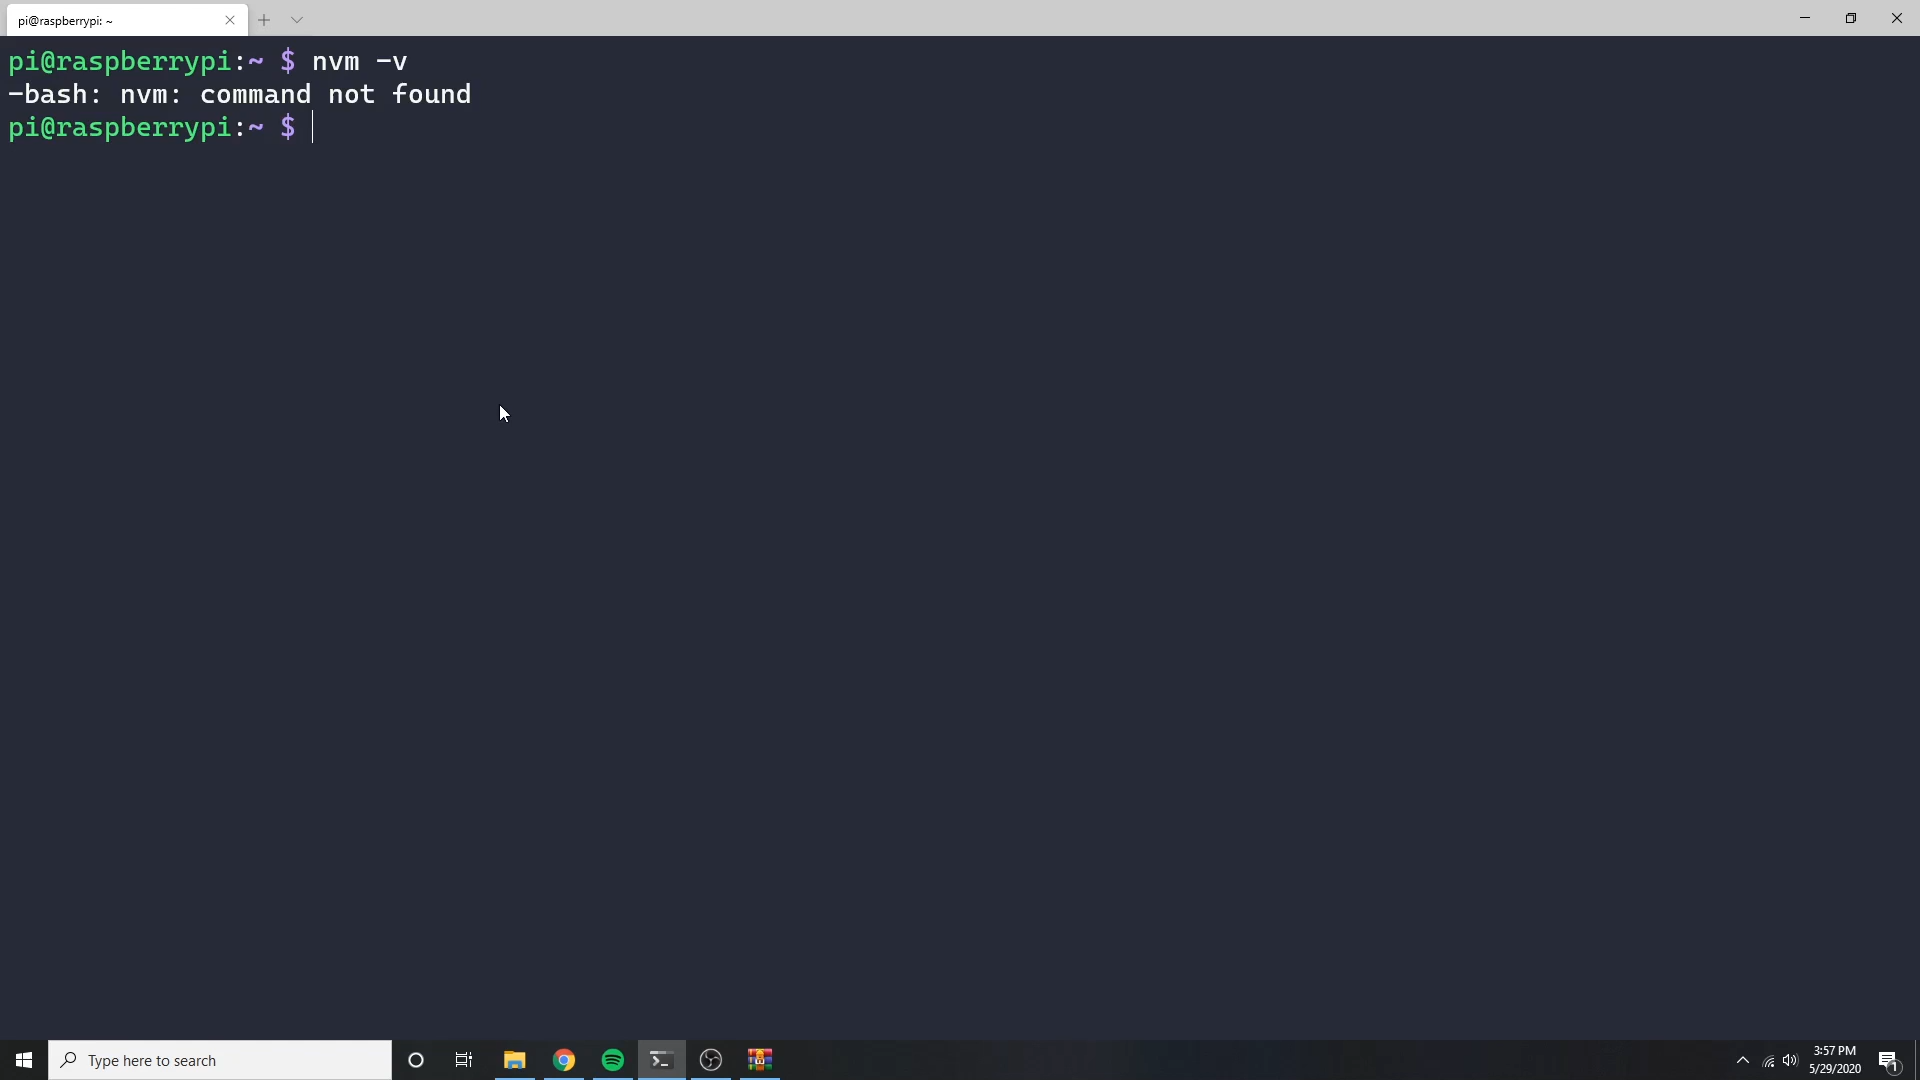 pi@raspberrypi: ~
pi@raspberrypi:~ $ nvm -v
-bash: nvm: command not found
pi@raspberrypi:~ $
Type here to search
3:57 PM
5/29/2020
1